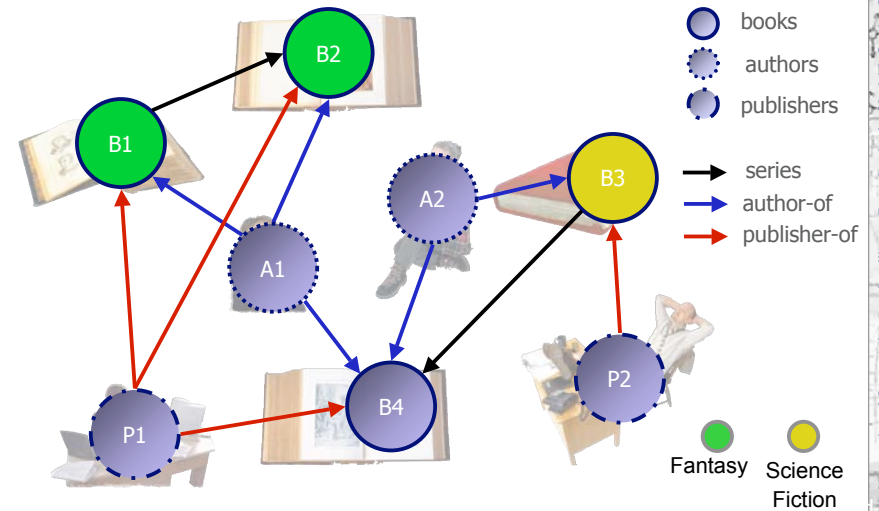 B2
books
authors
publishers
B1
B3
A2
series
author-of
publisher-of
A1
P2
B4
P1
Fantasy
Science
Fiction